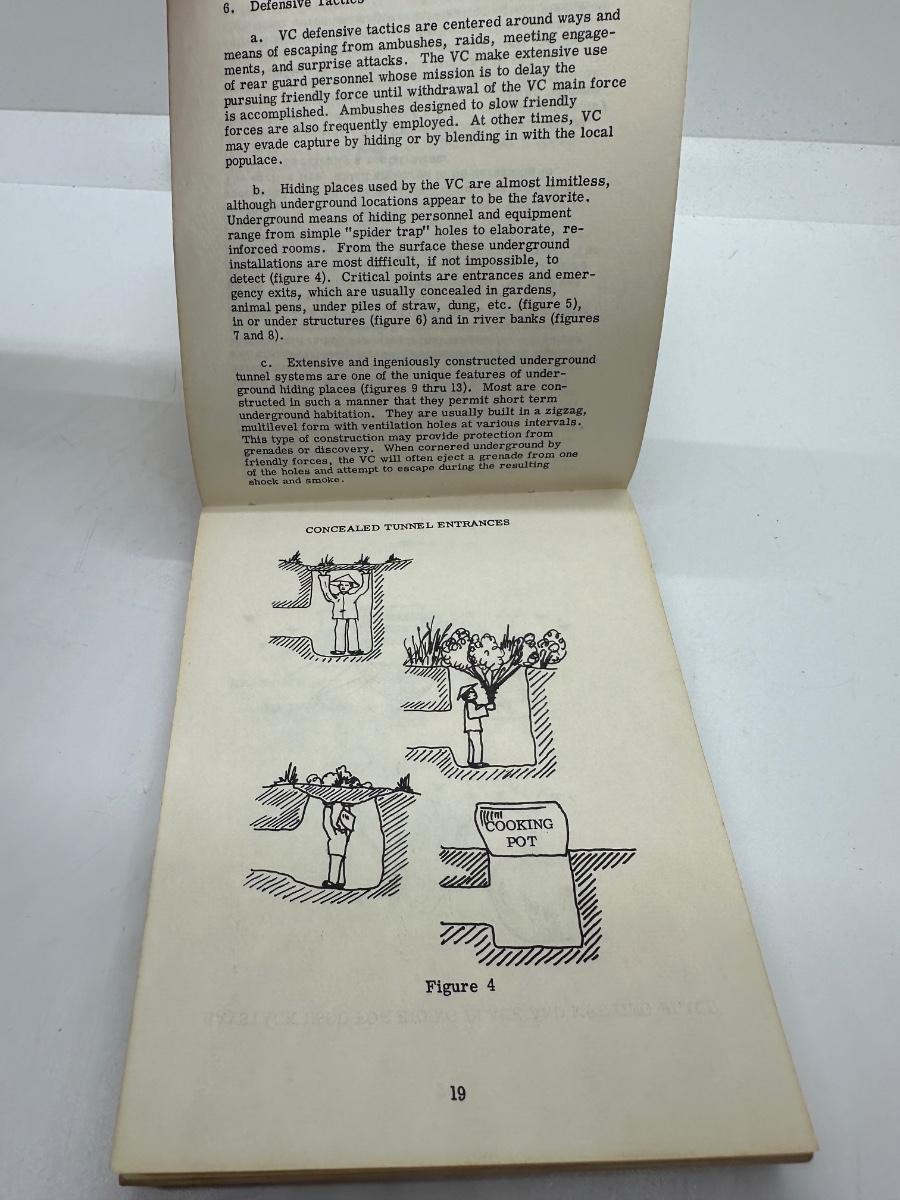 6. Defensive Tactics
a. VC defensive tactics are centered around ways and
means of escaping from ambushes, raids, meeting engage-
ments, and surprise attacks. The VC make extensive use
of rear guard personnel whose mission is to delay the
pursuing friendly force until withdrawal of the VC main force
is accomplished. Ambushes designed to slow friendly
forces are also frequently employed. At other times, VC
may evade capture by hiding or by blending in with the local
populace.
b. Hiding places used by the VC are almost limitless,
although underground locations appear to be the favorite.
Underground means of hiding personnel and equipment
range from simple "spider trap" holes to elaborate, re-
inforced rooms. From the surface these underground
installations are most difficult, if not impossible, to
detect (figure 4). Critical points are entrances and emer-
gency exits, which are usually concealed in gardens,
animal pens, under piles of straw, dung, etc. (figure 5),
in or under structures (figure 6) and in river banks (figures
7 and 8).
c. Extensive and ingeniously constructed underground
tunnel systems are one of the unique features of under-
ground hiding places (figures 9 thru 13). Most are con-
structed in such a manner that they permit short term
underground habitation. They are usually built in a zigzag,
multilevel form with ventilation holes at various intervals.
This type of construction may provide protection from
grenades or discovery. When cornered underground by
friendly forces, the VC will often eject a grenade from one
of the holes and attempt to escape during the resulting
shock and smoke.
CONCEALED TUNNEL ENTRANCES
COOKING
POT
Figure 4
19